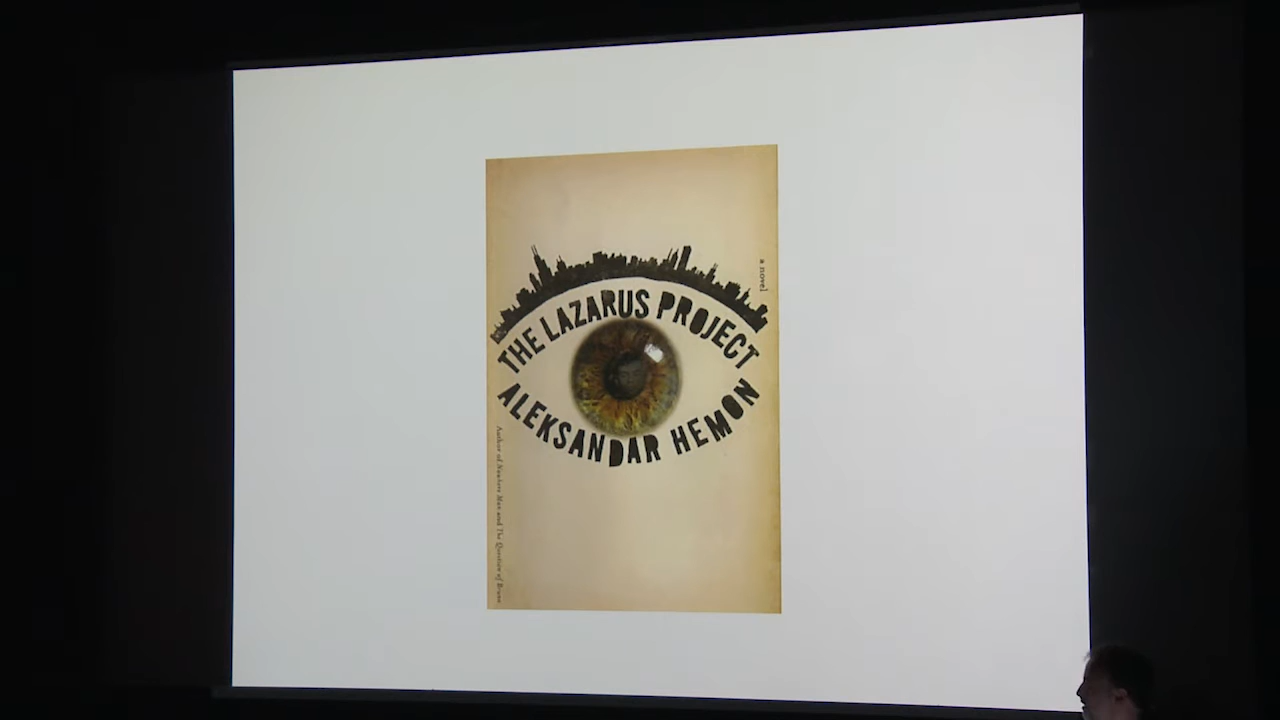 a novel
THE LAZARUS PROJECT
ALEKSANDAR HEMON
Author of Nowhere Man and The Question of Bruno